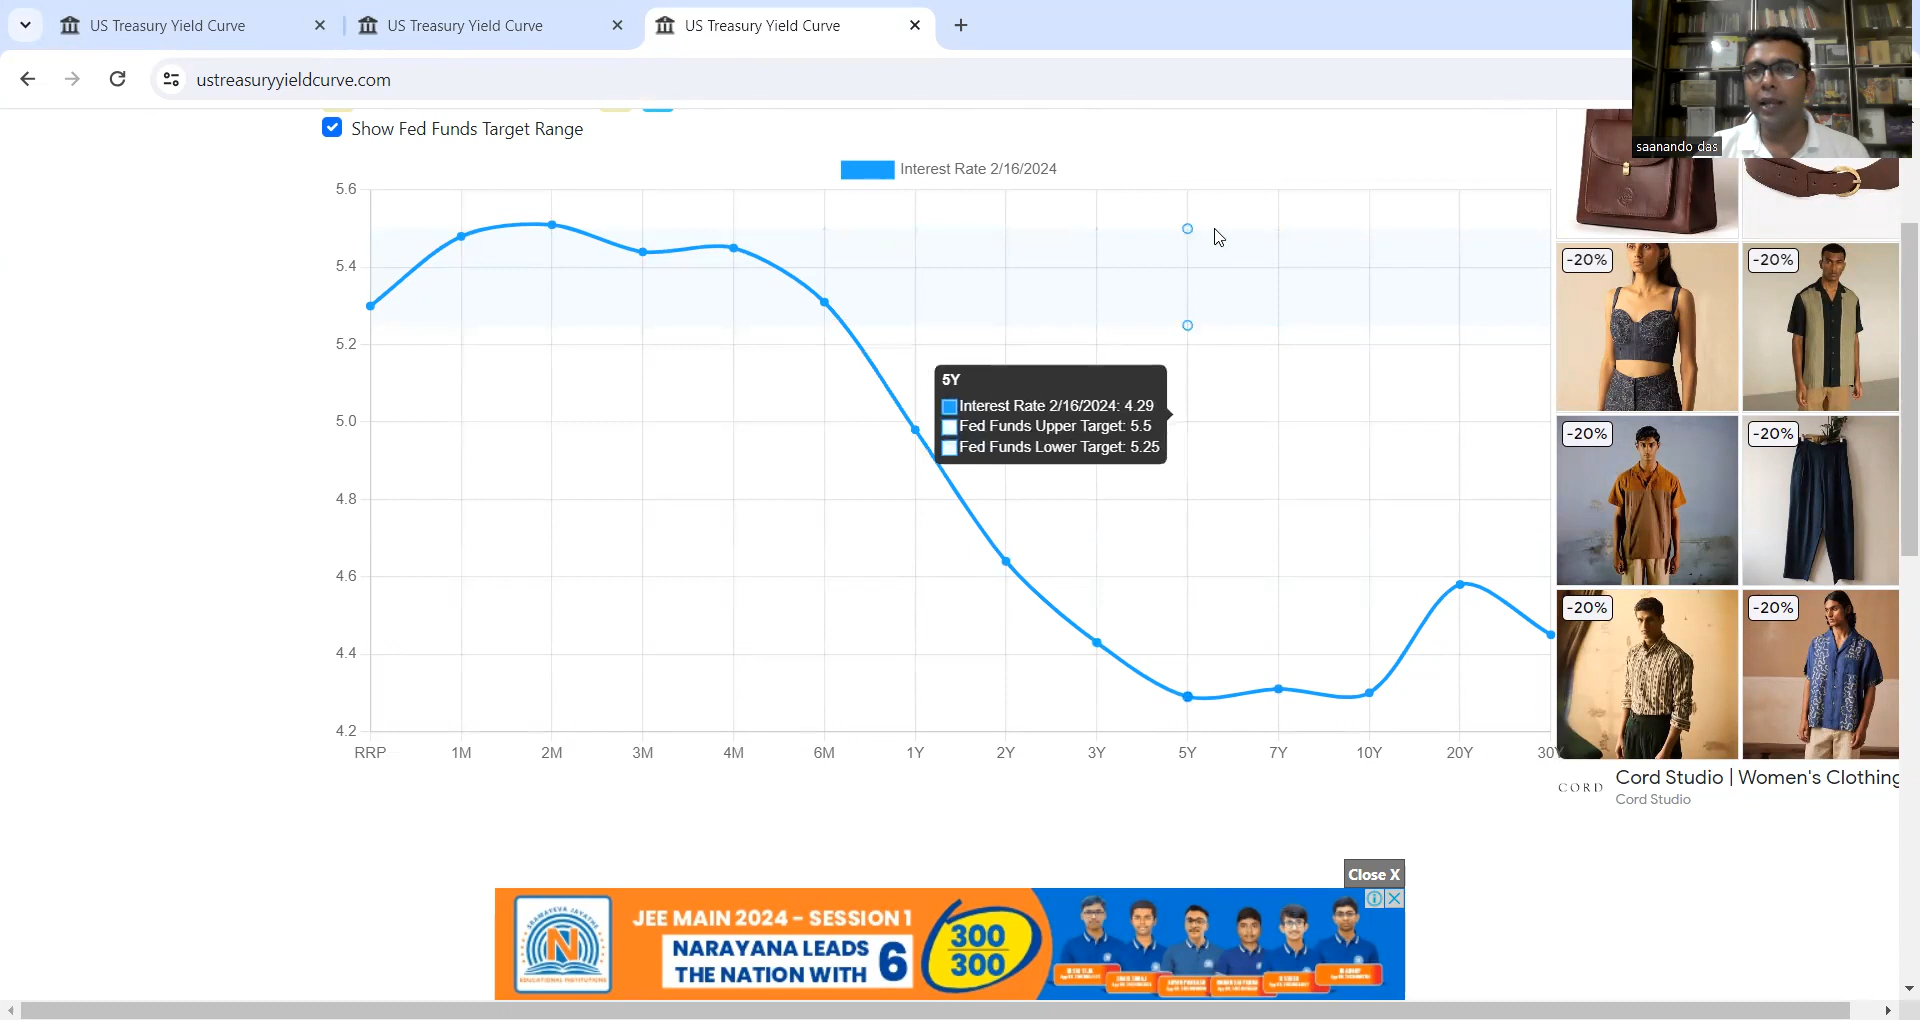 US Treasury Yield Curve
US Treasury Yield Curve
US Treasury Yield Curve
ustreasuryyieldcurve.com
saanando das
Show Fed Funds Target Range
Interest Rate 2/16/2024
5.6
5.4
5.2
5.0
4.8
4.6
4.4
4.2
5Y
Interest Rate 2/16/2024: 4.29
Fed Funds Upper Target: 5.5
Fed Funds Lower Target: 5.25
RRP 1M 2M 3M 4M 6M 1Y 2Y 3Y 5Y 7Y 10Y 20Y 30Y
-20% -20%
-20% -20%
-20% -20%
CORD
Cord Studio | Women's Clothing
Cord Studio
Close X
N
EDUCATIONAL INSTITUTIONS
JEE MAIN 2024 - SESSION 1
NARAYANA LEADS
THE NATION WITH 6
300
300